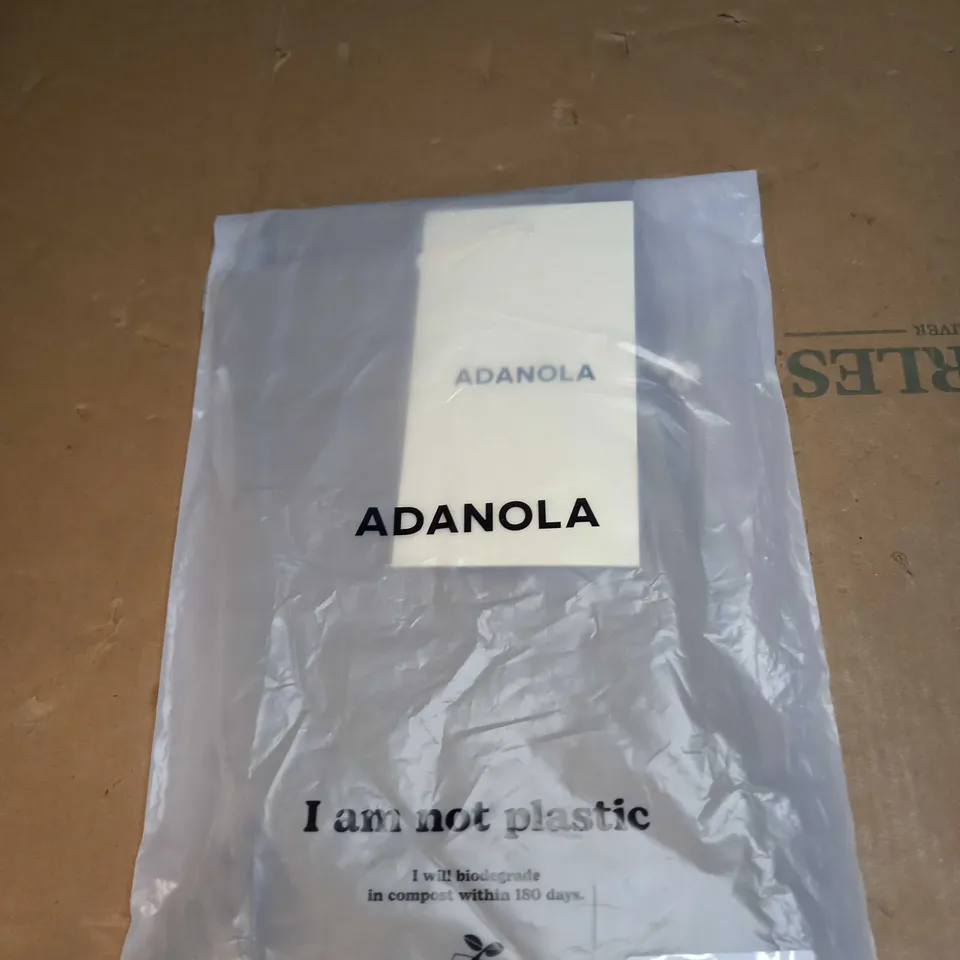 ADANOLA
ADANOLA
I am not plastic
I will biodegrade
in compost within 180 days.